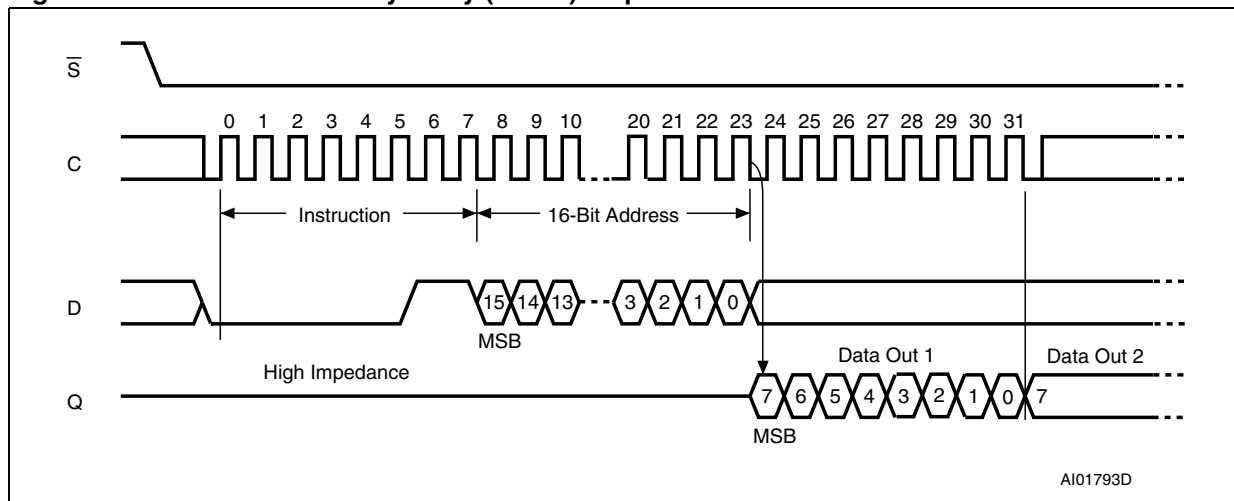 S
0 1 2 3 4 5 6 7 8 9 10 20 21 22 23 24 25 26 27 28 29 30 31
C
Instruction 16-Bit Address
D
15 14 13 3 2 1 0
MSB
Data Out 1 Data Out 2
High Impedance
Q
7 6 5 4 3 2 1 0 7
MSB
AI01793D